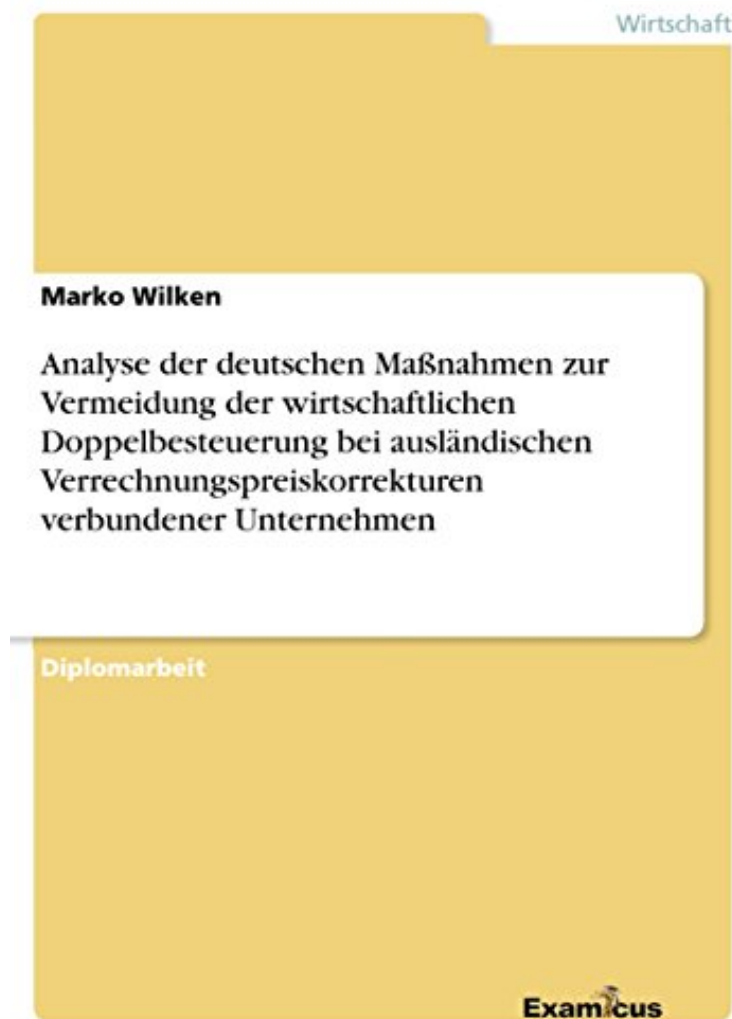 Wirtschaft
Marko Wilken
Analyse der deutschen Maßnahmen zur
Vermeidung der wirtschaftlichen
Doppelbesteuerung bei ausländischen
Verrechnungspreiskorrekturen
verbundener Unternehmen
Diplomarbeit
Examicus